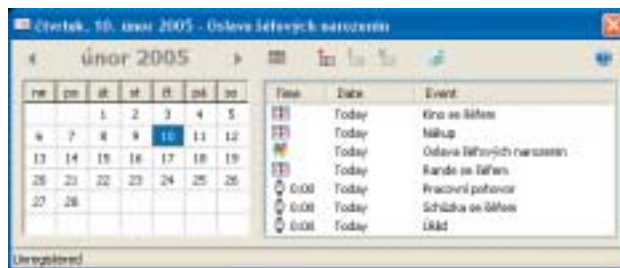 čtvrtek, 10. únor 2005 - Oslava šéfových narozenin
únor 2005
ne po út st čt pá so
1 2 3 4 5
6 7 8 9 10 11 12
13 14 15 16 17 18 19
20 21 22 23 24 25 26
27 28
Time Date Event
Today Kino se šéfem
Today Nákup
Today Oslava šéfových narozenin
Today Rande se šéfem
0:00 Today Pracovní pohovor
0:00 Today Schůzka se šéfem
0:00 Today Úklid
Unregistered